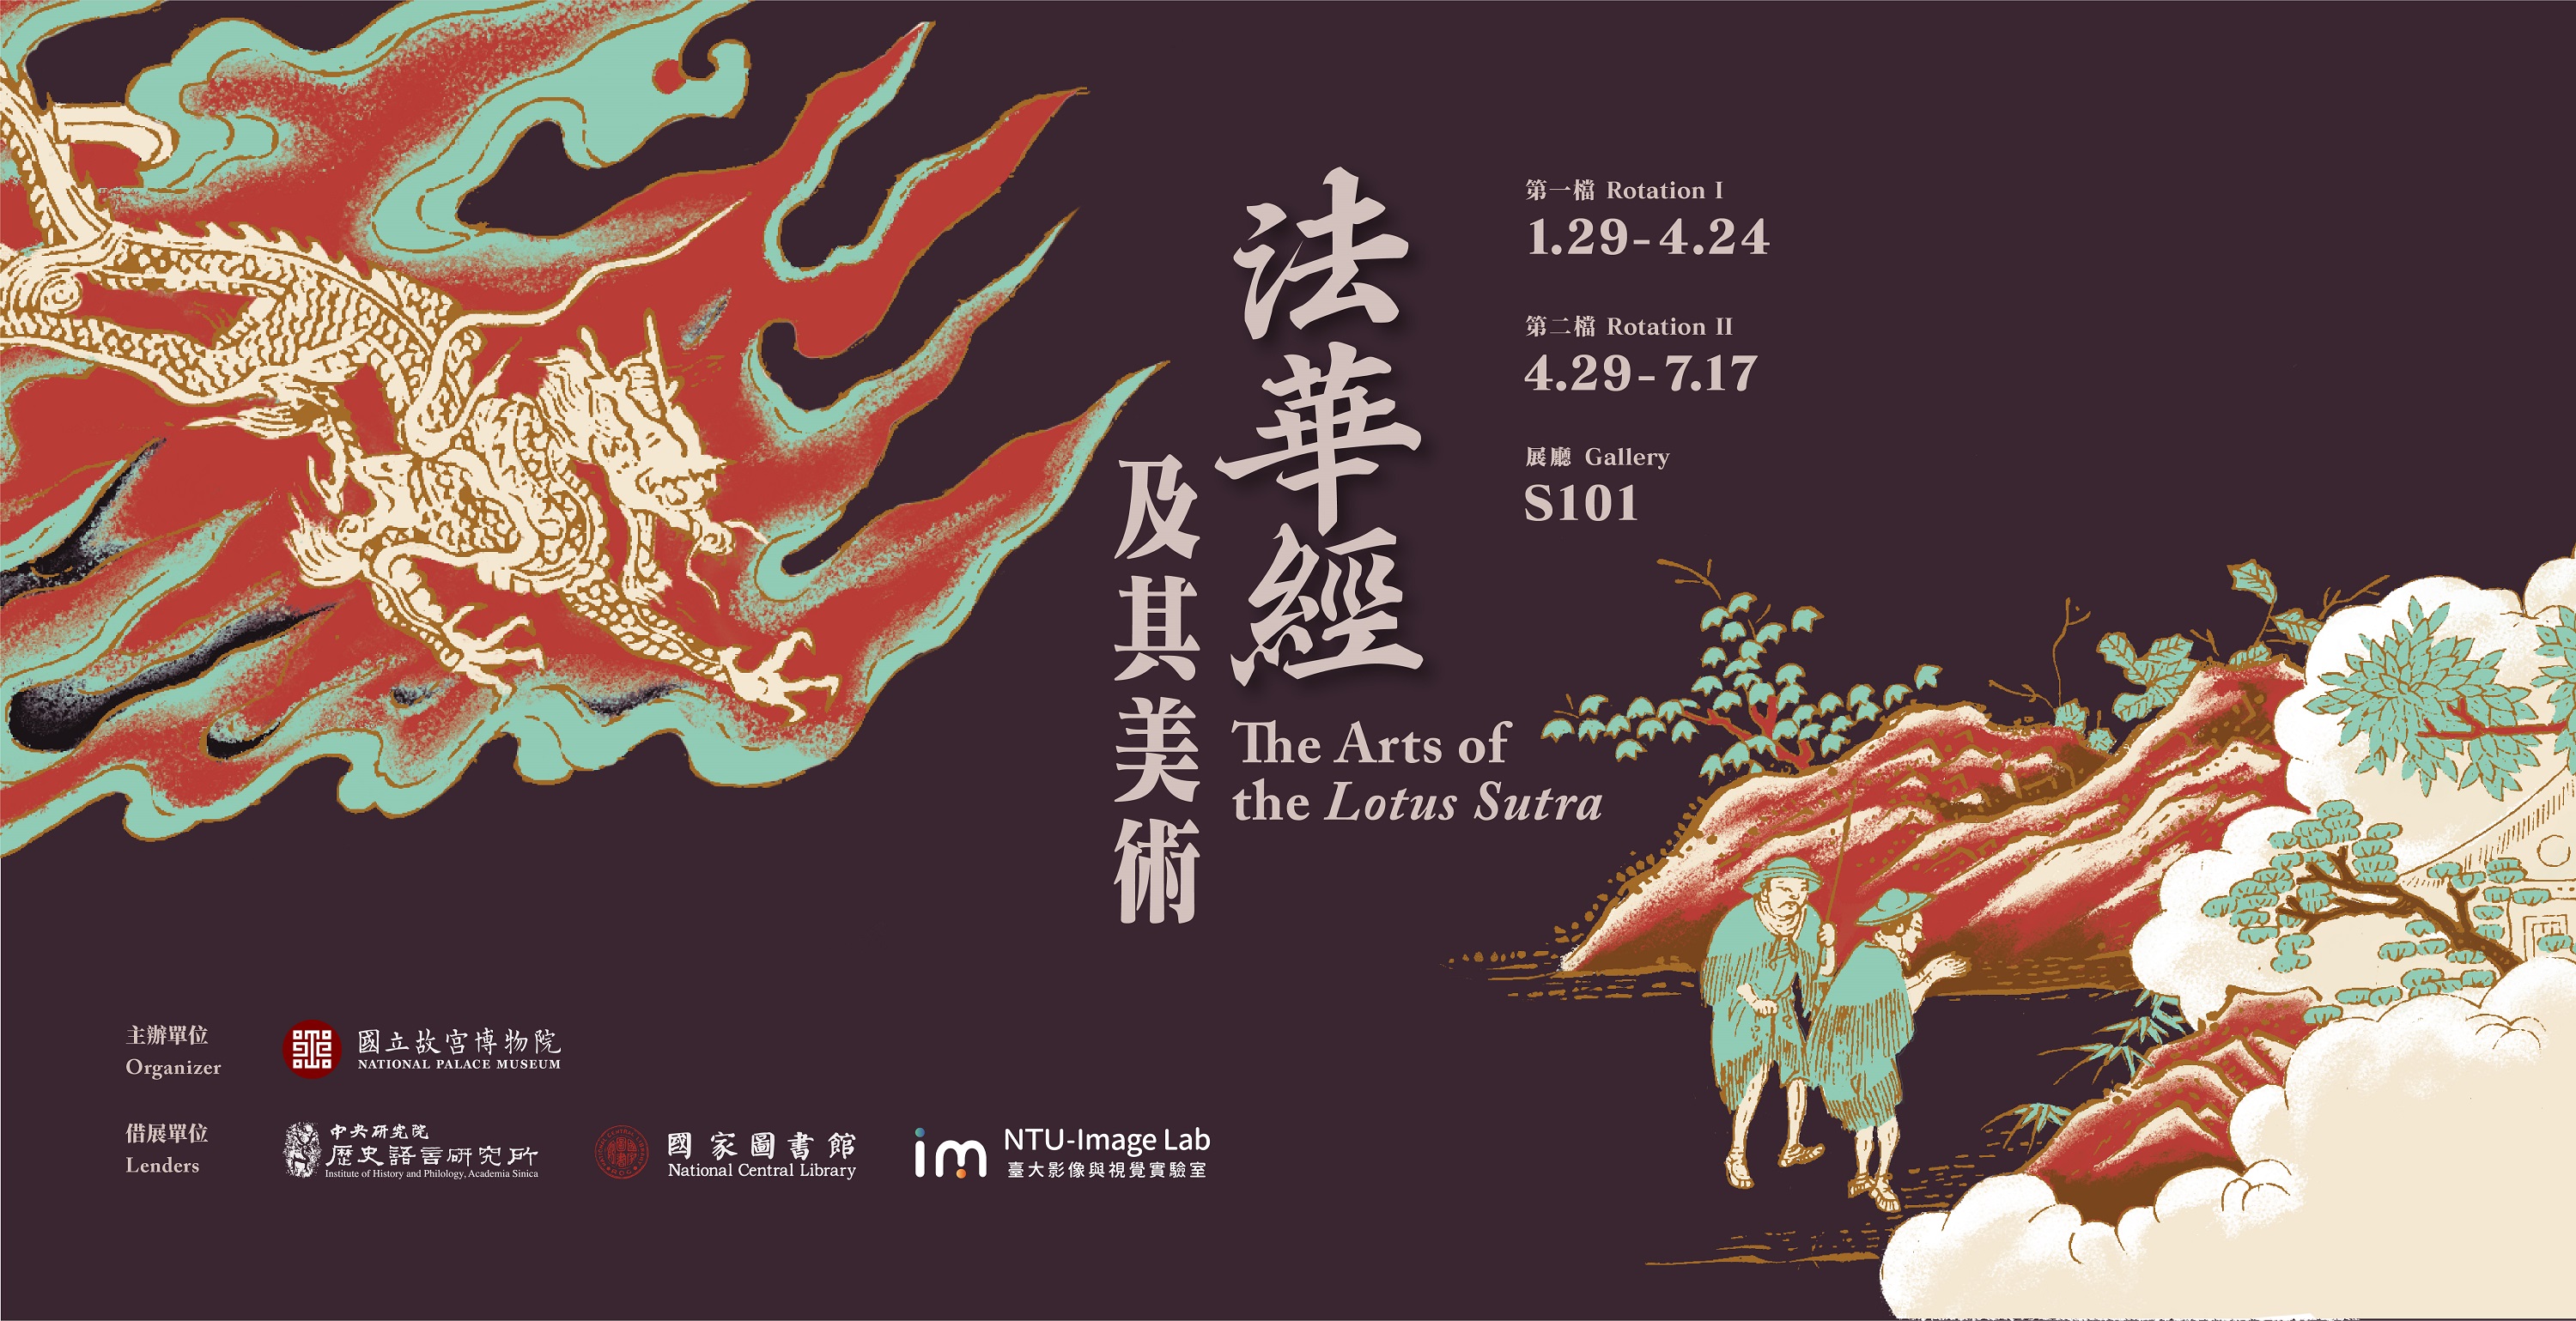 法華經
及其美術
The Arts of
the Lotus Sutra
第一檔 Rotation I
1.29-4.24
第二檔 Rotation II
4.29-7.17
展廳 Gallery
S101
主辦單位
Organizer
國立故宮博物院
NATIONAL PALACE MUSEUM
借展單位
Lenders
中央研究院
歷史語言研究所
Institute of History and Philology, Academia Sinica
國家圖書館
National Central Library
im
NTU-Image Lab
臺大影像與視覺實驗室